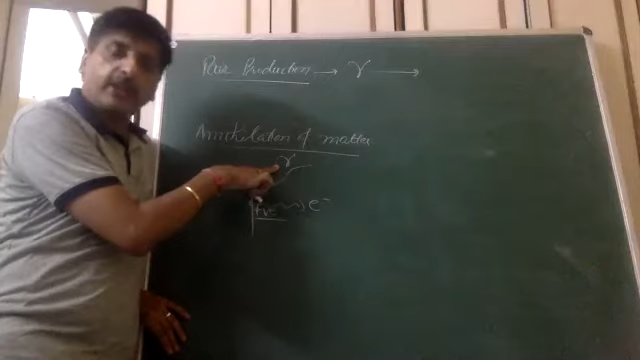 Pair Production → γ →
Annihilation of matter
γ
+ve e⁻